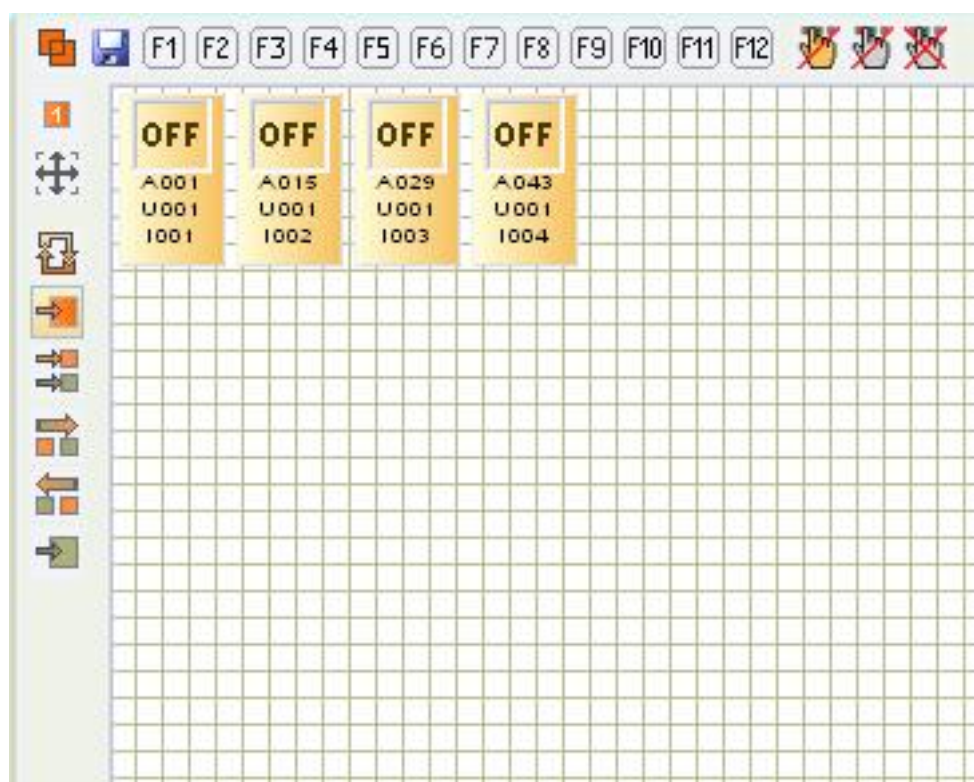 F1 F2 F3 F4 F5 F6 F7 F8 F9 F10 F11 F12
1
OFF OFF OFF OFF
A001 A015 A029 A043
U001 U001 U001 U001
I001 I002 I003 I004